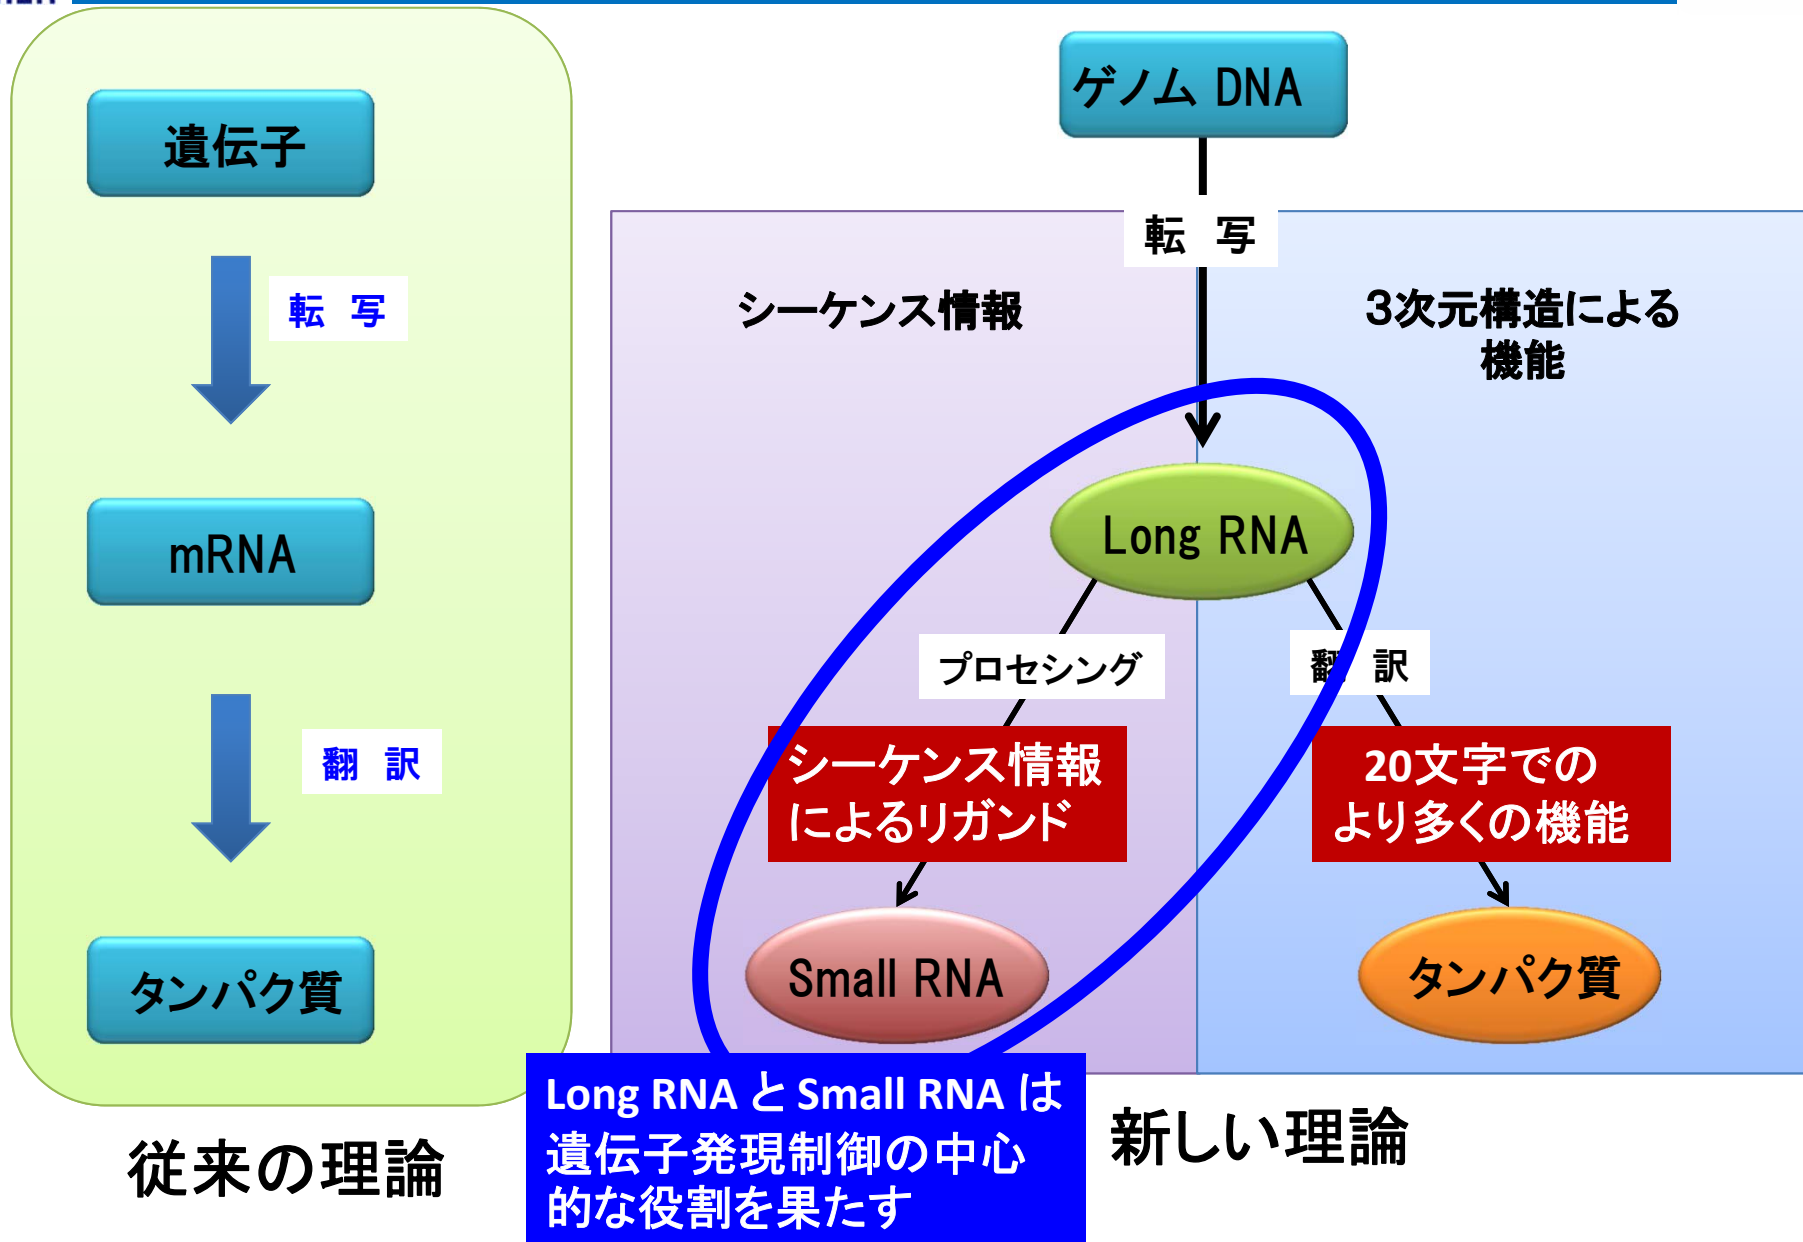 遺伝子
転　写
mRNA
翻　訳
タンパク質
従来の理論
ゲノム DNA
転　写
シーケンス情報
３次元構造による
機能
Long RNA
プロセシング
翻　訳
シーケンス情報
によるリガンド
20文字での
より多くの機能
Small RNA
タンパク質
Long RNA と Small RNA は
遺伝子発現制御の中心
的な役割を果たす
新しい理論